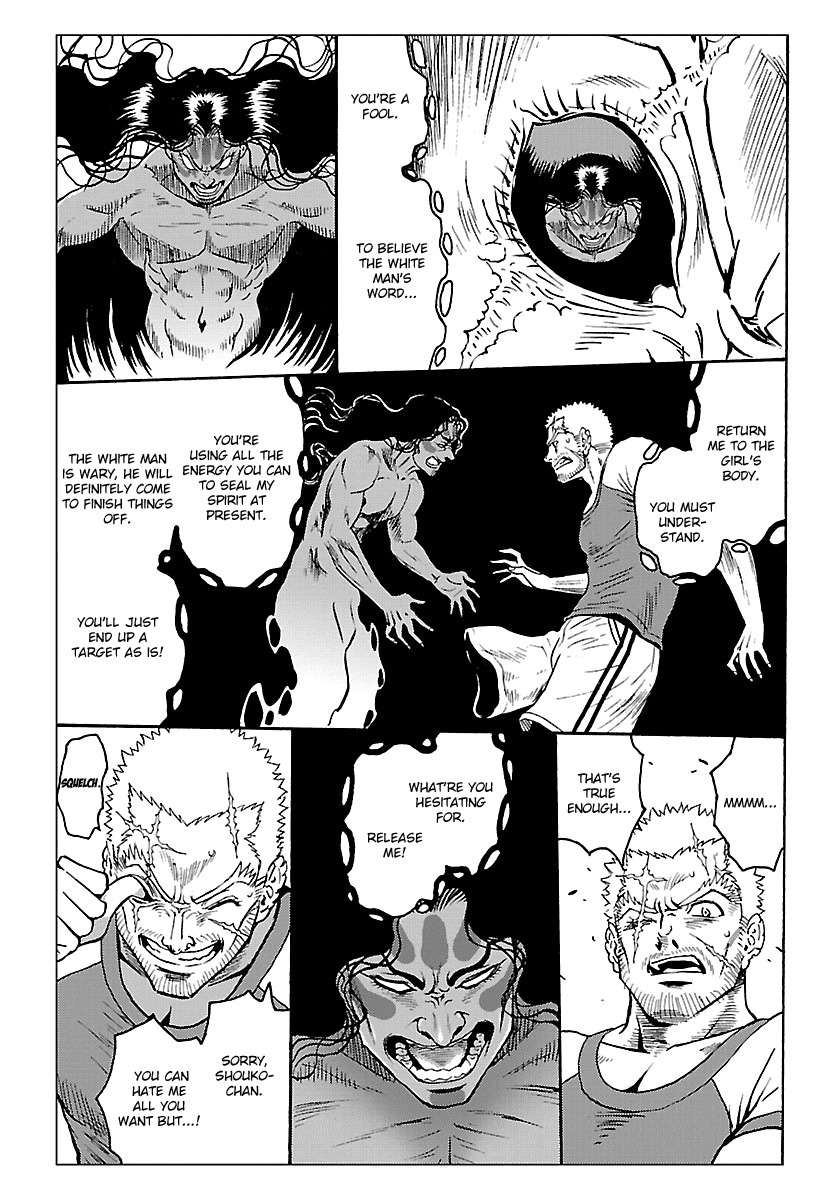 YOU'RE A
FOOL.
TO BELIEVE
THE WHITE
MAN'S
WORD...
RETURN
ME TO THE
GIRL'S
BODY.
YOU MUST
UNDER-
STAND.
YOU'RE
USING ALL THE
ENERGY YOU CAN
TO SEAL MY
SPIRIT AT
PRESENT.
THE WHITE MAN
IS WARY, HE WILL
DEFINITELY COME
TO FINISH THINGS
OFF.
YOU'LL JUST
END UP A
TARGET AS IS!
MMMM...
THAT'S
TRUE
ENOUGH...
WHAT'RE YOU
HESITATING
FOR.
RELEASE
ME!
SQUELCH.
SORRY,
SHOUKO-
CHAN.
YOU CAN
HATE ME
ALL YOU
WANT BUT...!